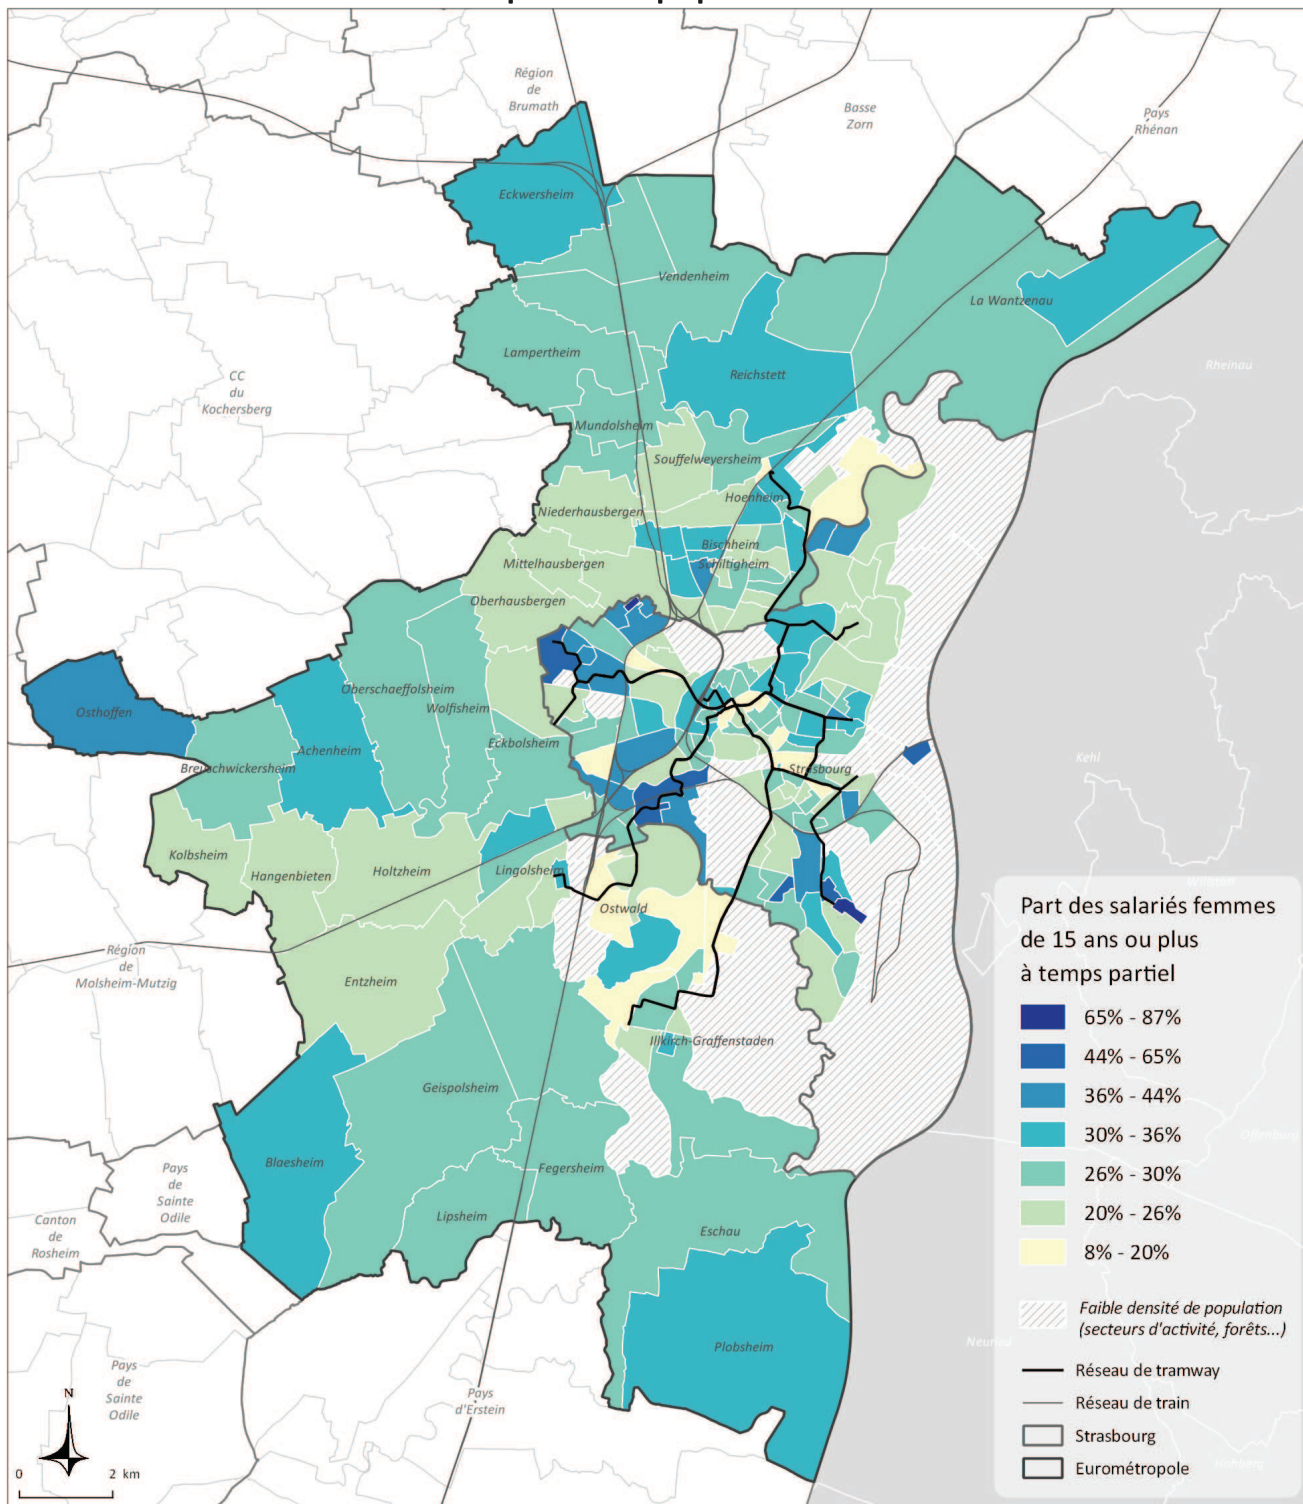 Région
de
Brumath
Basse
Zorn
Pays
Rhénan
Eckwersheim
Vendenheim
La Wantzenau
Lampertheim
Reichstett
Rheinau
CC
du
Kochersberg
Mundolsheim
Souffelweyersheim
Hoenheim
Niederhausbergen
Bischheim
Mittelhausbergen
Schiltigheim
Oberhausbergen
Oberschaeffolsheim
Wolfisheim
Osthoffen
Achenheim
Eckbolsheim
Breuschwickersheim
Strasbourg
Kehl
Kolbsheim
Hangenbieten
Holtzheim
Lingolsheim
Ostwald
Région
de
Molsheim-Mutzig
Entzheim
Illkirch-Graffenstaden
Geispolsheim
Blaesheim
Fegersheim
Pays
de
Sainte
Odile
Lipsheim
Eschau
Canton
de
Rosheim
Plobsheim
Pays
de
Sainte
Odile
Pays
d'Erstein
N
0 2 km
Part des salariés femmes
de 15 ans ou plus
à temps partiel
65% - 87%
44% - 65%
36% - 44%
30% - 36%
26% - 30%
20% - 26%
8% - 20%
Faible densité de population
(secteurs d'activité, forêts...)
Réseau de tramway
Réseau de train
Strasbourg
Eurométropole
Offenburg
Hohberg